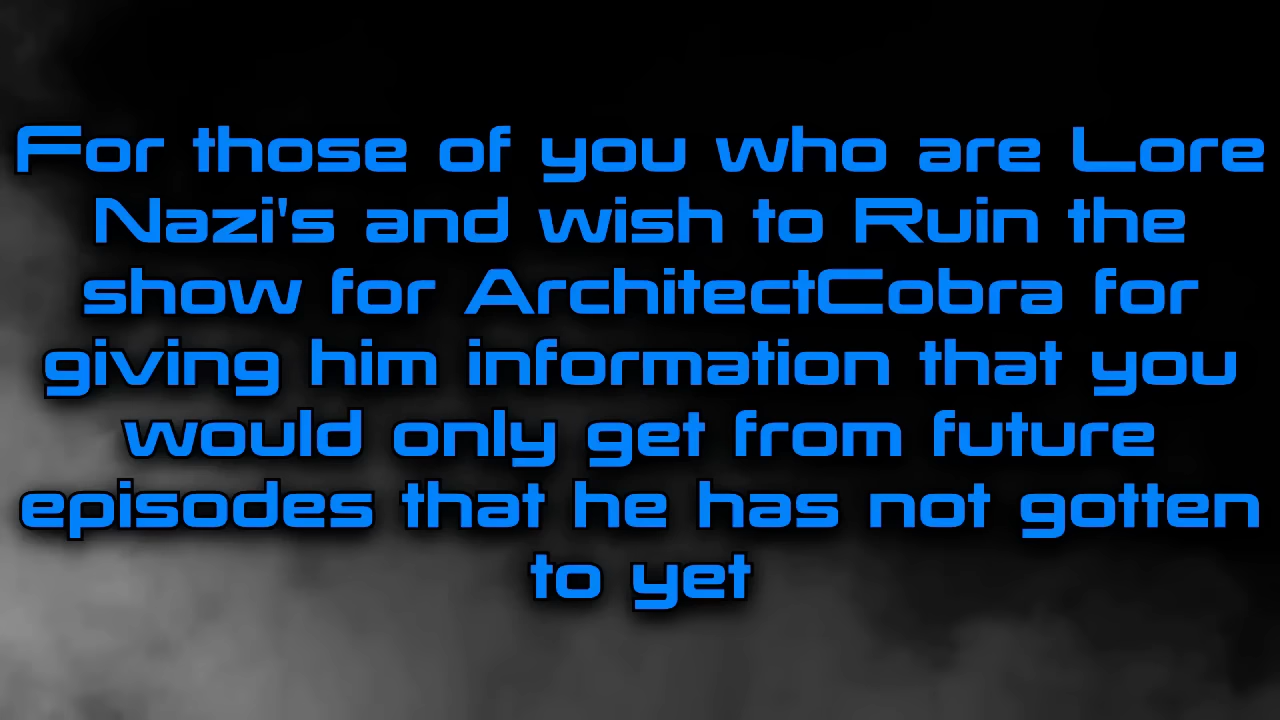 For those of you who are Lore
Nazi's and wish to Ruin the
show for ArchitectCobra for
giving him information that you
would only get from future
episodes that he has not gotten
to yet